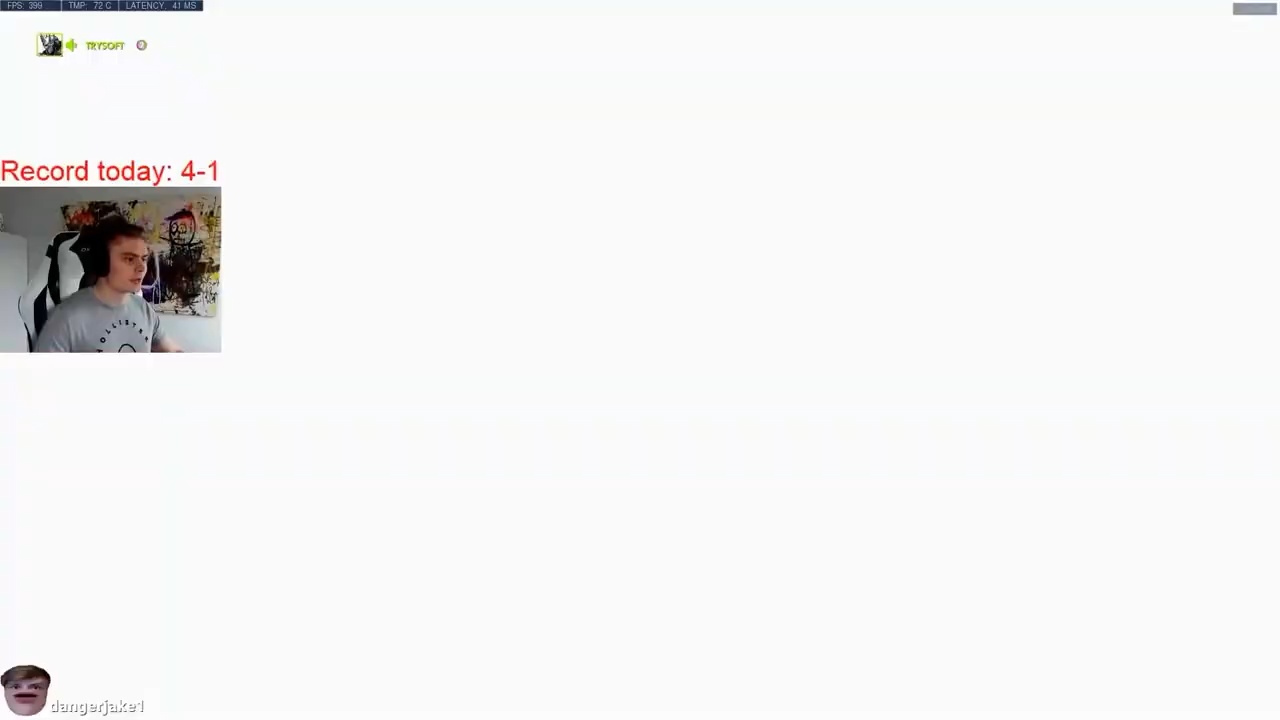 FPS: 399 TMP: 72 C LATENCY: 41 MS
TRYSOFT
Record today: 4-1
dangerjake1